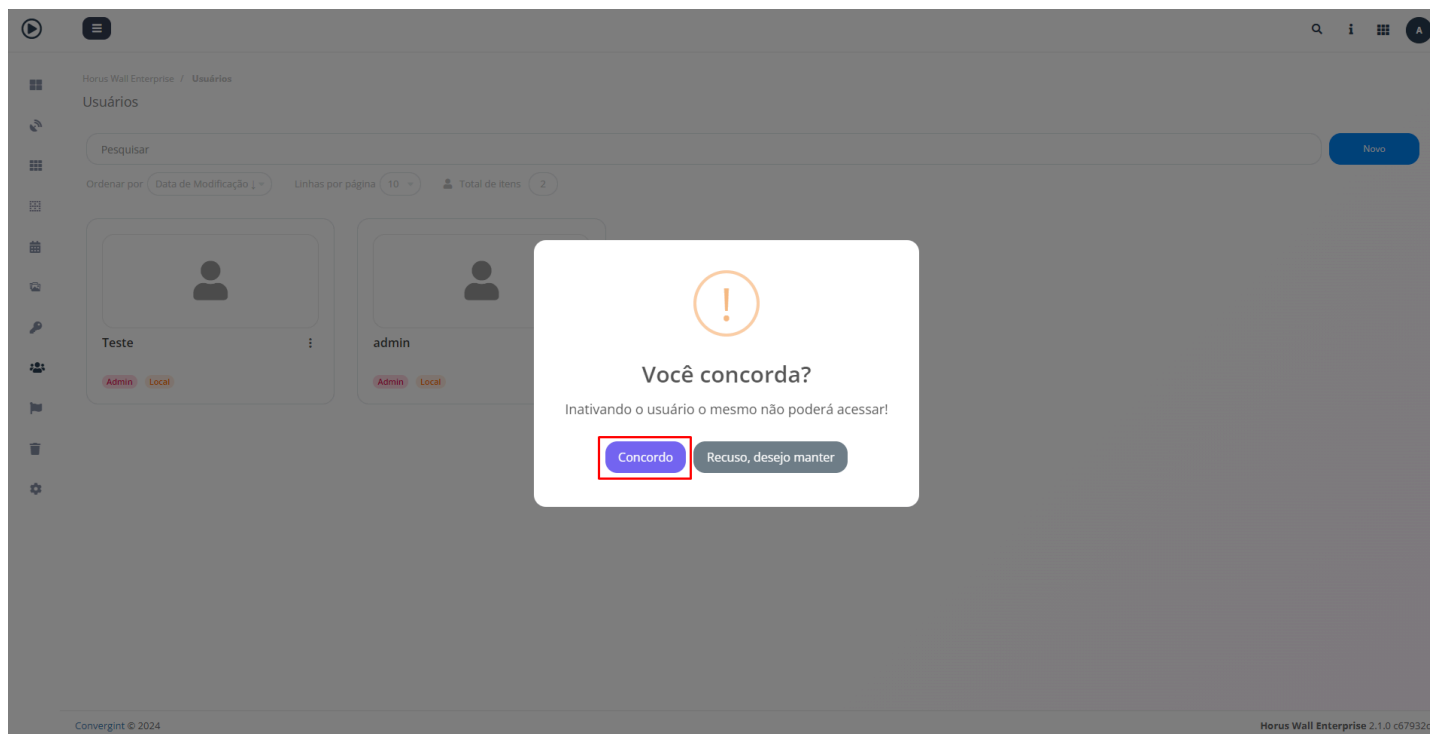 A
Horus Wall Enterprise / Usuários
Usuários
Pesquisar
Novo
Ordenar por Data de Modificação ↓ Linhas por página 10 Total de itens 2
Teste
admin
Admin Local
Admin Local
!
Você concorda?
Inativando o usuário o mesmo não poderá acessar!
Concordo Recuso, desejo manter
Convergint © 2024
Horus Wall Enterprise 2.1.0 c67932c